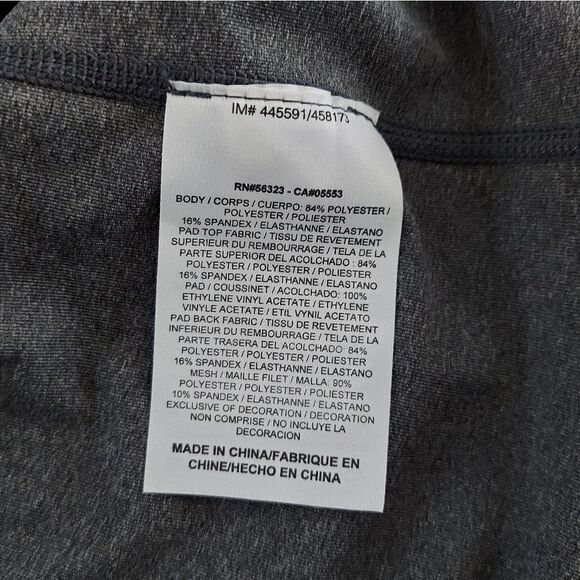 IM# 445591/458173
RN#56323 - CA#05553
BODY / CORPS / CUERPO: 84% POLYESTER /
POLYESTER / POLIESTER
16% SPANDEX / ELASTHANNE / ELASTANO
PAD TOP FABRIC / TISSU DE REVETEMENT
SUPERIEUR DU REMBOURRAGE / TELA DE LA
PARTE SUPERIOR DEL ACOLCHADO : 84%
POLYESTER / POLYESTER / POLIESTER
16% SPANDEX / ELASTHANNE / ELASTANO
PAD / COUSSINET / ACOLCHADO: 100%
ETHYLENE VINYL ACETATE / ETHYLENE
VINYLE ACETATE / ETIL VYNIL ACETATO
PAD BACK FABRIC / TISSU DE REVETEMENT
INFERIEUR DU REMBOURRAGE / TELA DE LA
PARTE TRASERA DEL ACOLCHADO: 84%
POLYESTER / POLYESTER / POLIESTER
16% SPANDEX / ELASTHANNE / ELASTANO
MESH / MAILLE FILET / MALLA: 90%
POLYESTER / POLYESTER / POLIESTER
10% SPANDEX / ELASTHANNE / ELASTANO
EXCLUSIVE OF DECORATION / DECORATION
NON COMPRISE / NO INCLUYE LA
DECORACION
MADE IN CHINA/FABRIQUE EN
CHINE/HECHO EN CHINA